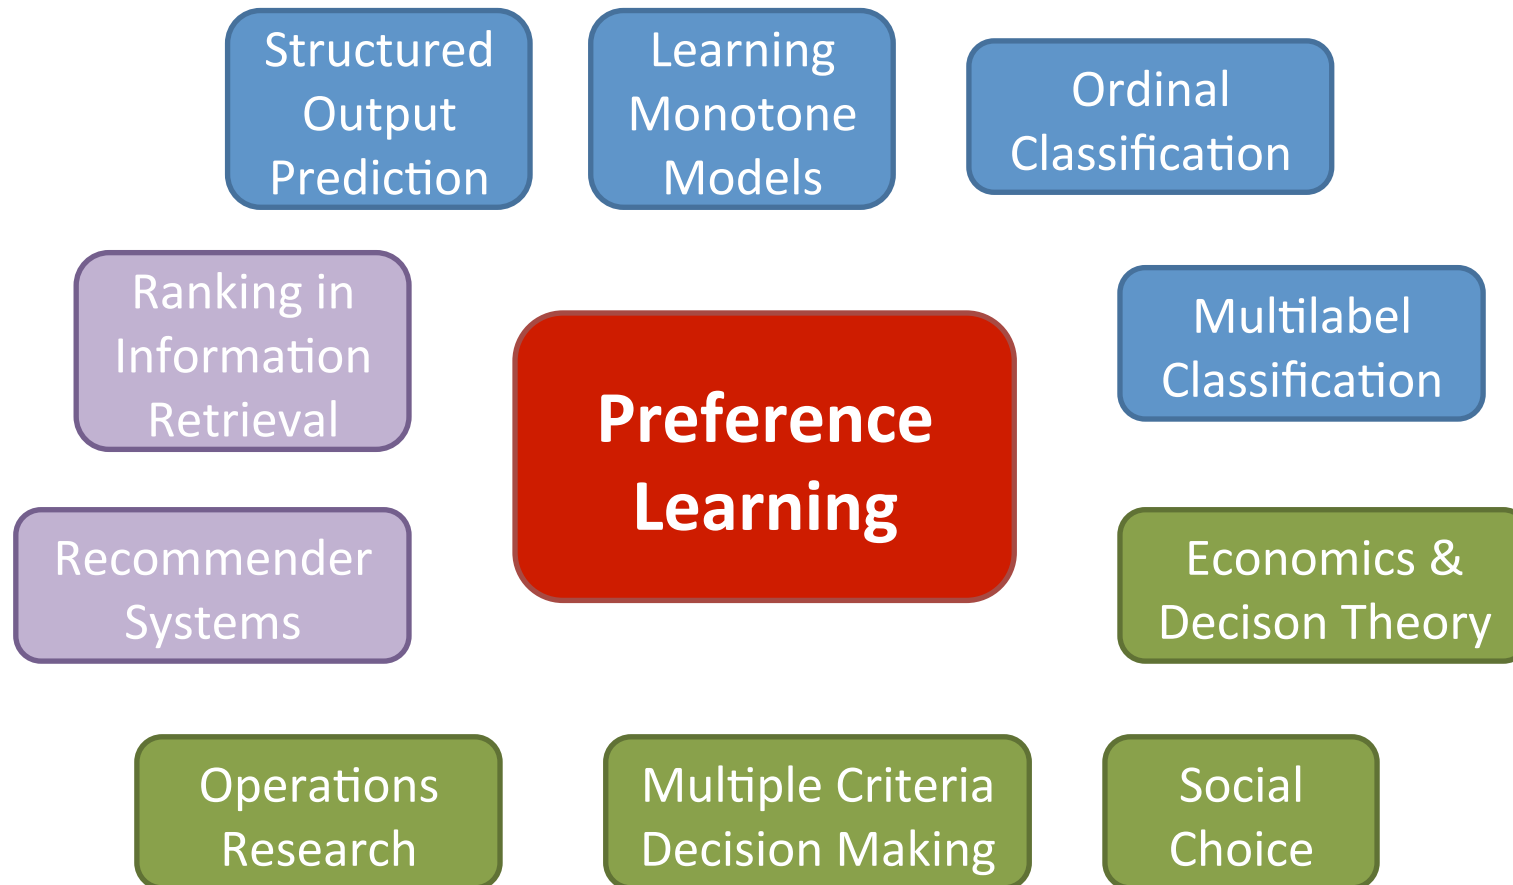 Structured
Output
Prediction
Learning
Monotone
Models
Ordinal
Classification
Ranking in
Information
Retrieval
Multilabel
Classification
Preference
Learning
Recommender
Systems
Economics &
Decison Theory
Operations
Research
Multiple Criteria
Decision Making
Social
Choice